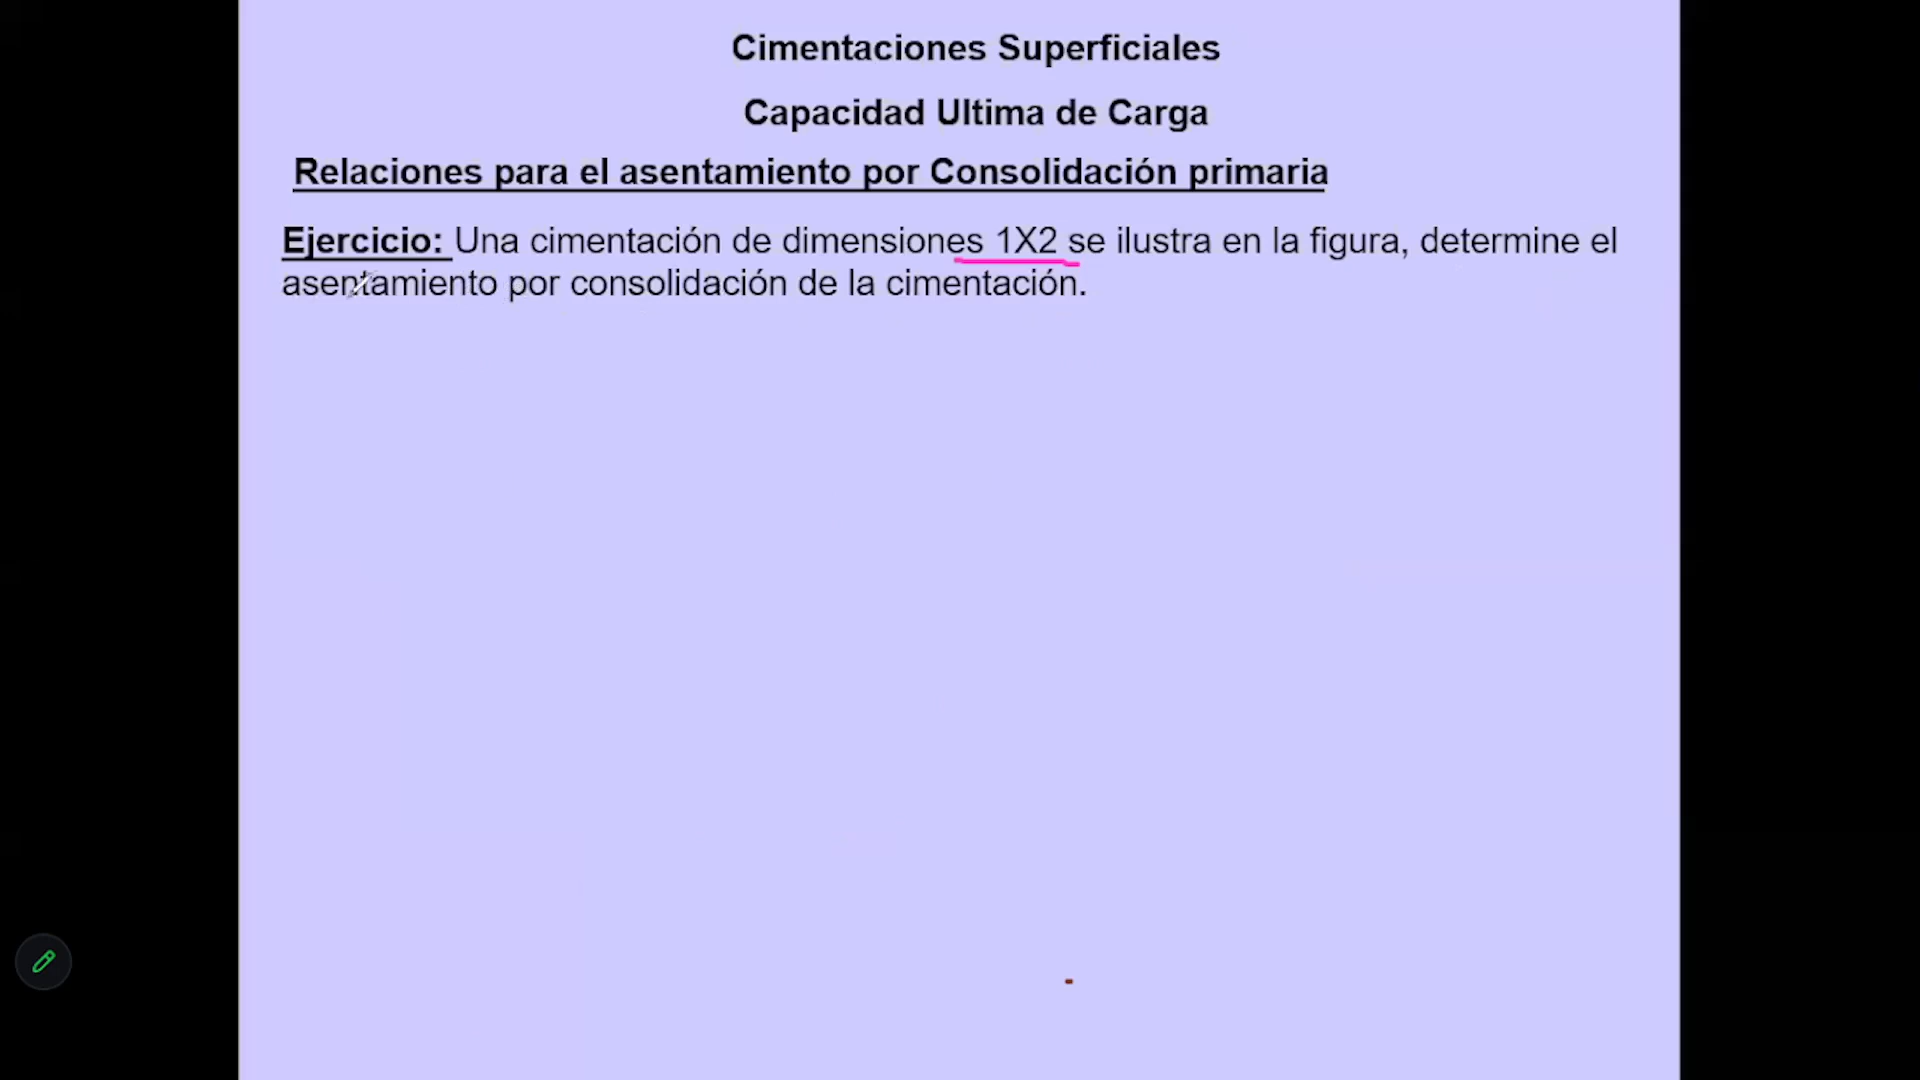 Cimentaciones Superficiales
Capacidad Ultima de Carga
Relaciones para el asentamiento por Consolidación primaria
Ejercicio: Una cimentación de dimensiones 1X2 se ilustra en la figura, determine el
asentamiento por consolidación de la cimentación.